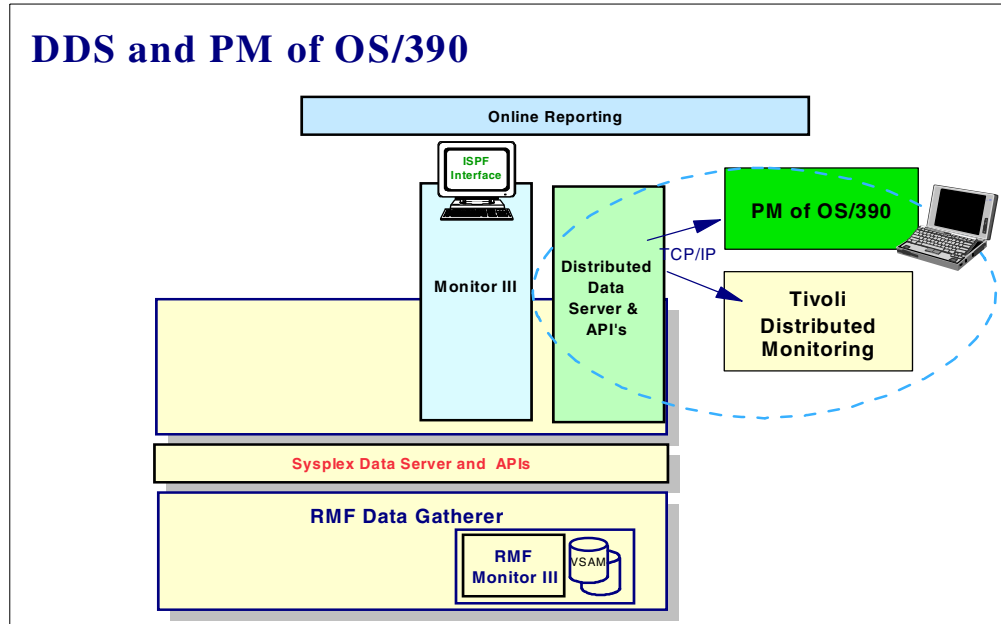 DDS and PM of OS/390
Online Reporting
ISPF
Interface
Monitor III
Distributed
Data
Server &
API's
TCP/IP
PM of OS/390
Tivoli
Distributed
Monitoring
Sysplex Data Server and APIs
RMF Data Gatherer
RMF
Monitor III
VSAM